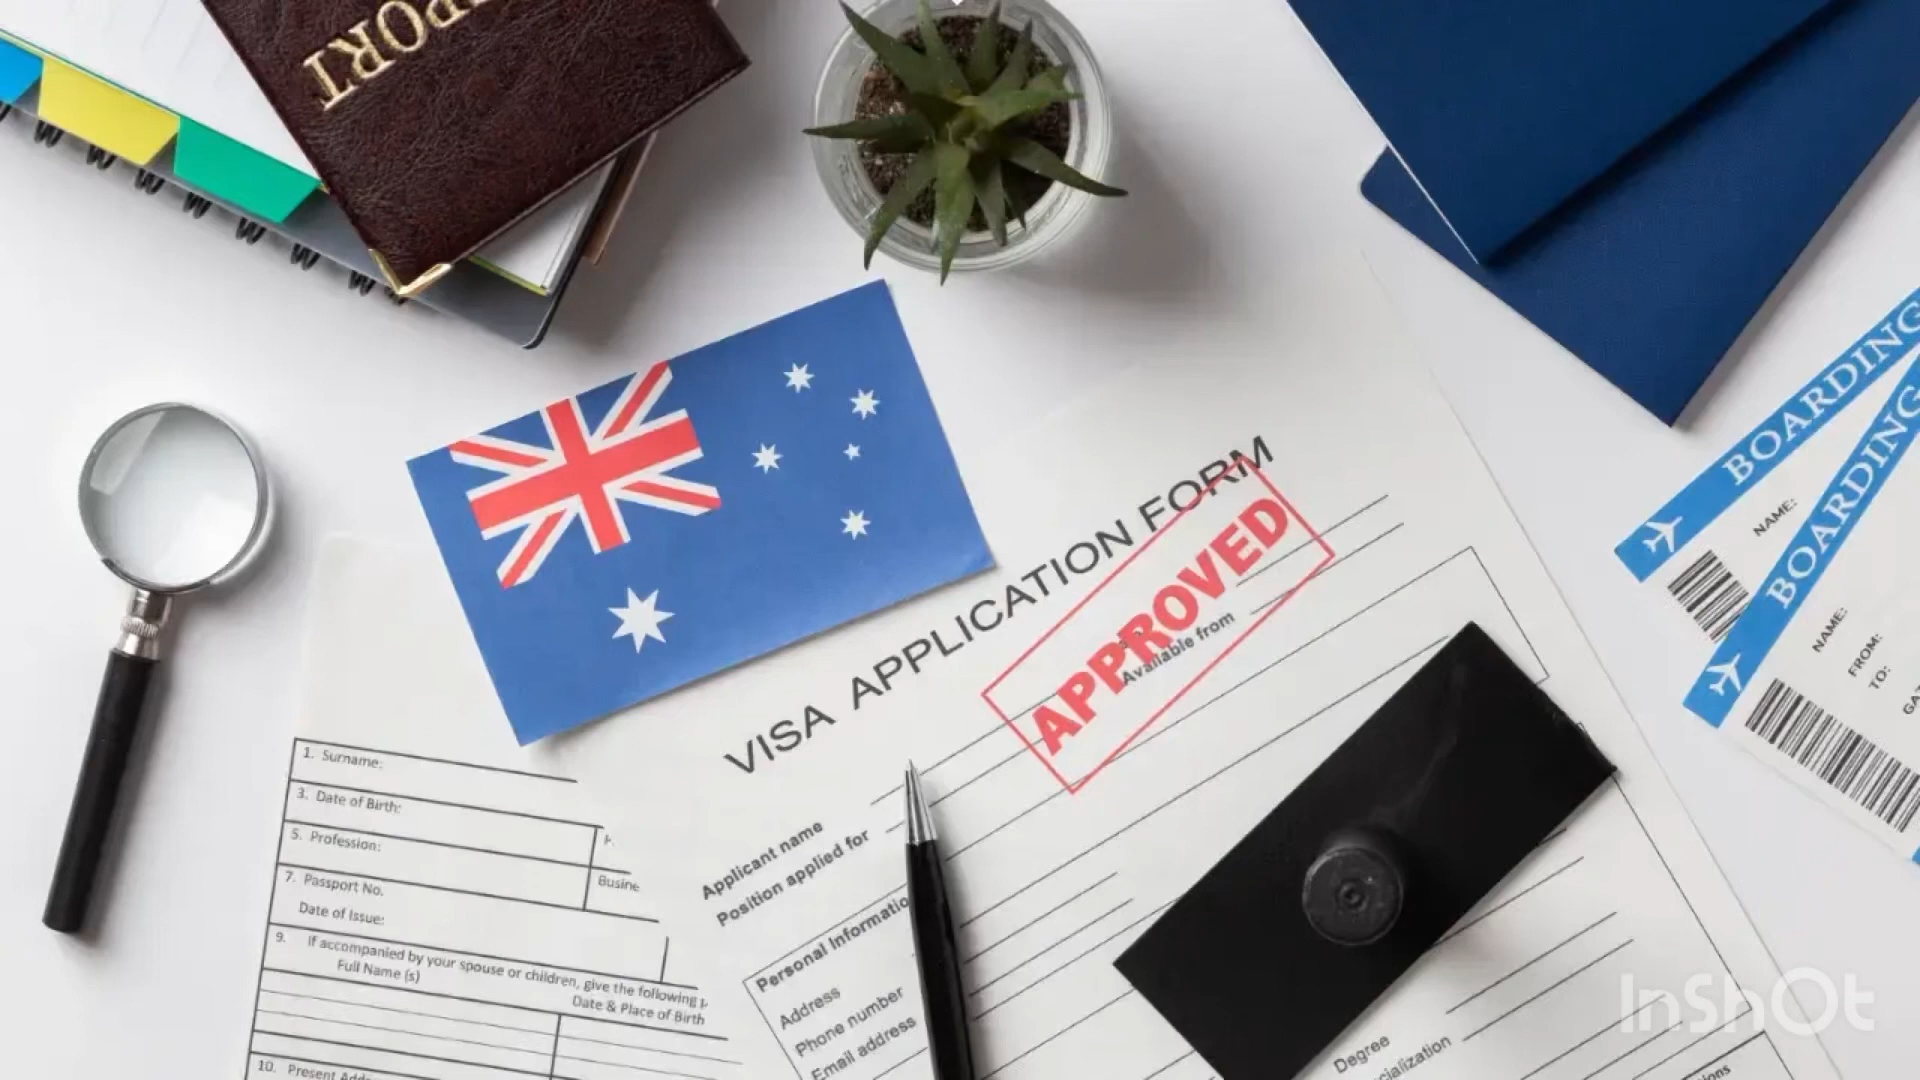 PORT
BOARDING
NAME:
BOARDING
NAME:
FROM:
TO:
VISA APPLICATION FORM
APPROVED
Available from
1. Surname:
3. Date of Birth:
5. Profession:
7. Passport No.
Date of Issue:
9. If accompanied by your spouse or children, give the following
Full Name (s)
Date & Place of Birth
10. Present
Applicant name
Position applied for
Personal Informatio
Address
Phone number
Email address
Degree
InShOt